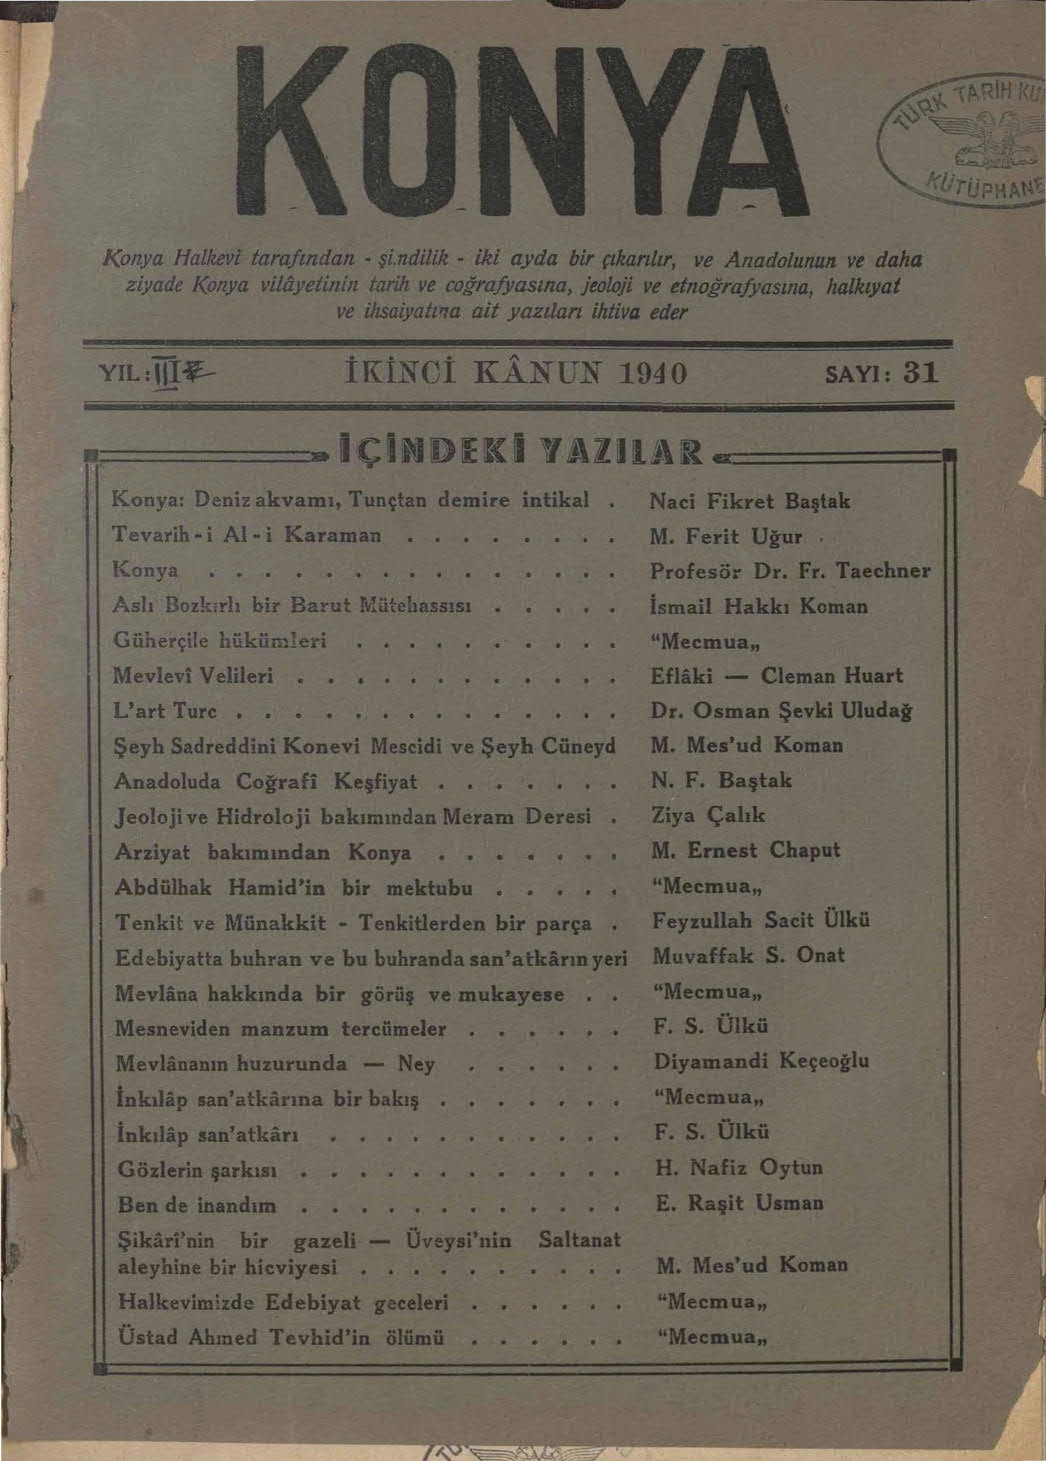 KONYA
TÜRK TARİH KU
KÜTÜPHANE
Konya Halkevi tarafından - şi.ndilik - iki ayda bir çıkarılır, ve Anadolunun ve daha
ziyade Konya vilâyetinin tarih ve coğrafyasına, jeoloji ve etnoğrafyasına, halkıyat
ve ihsaiyatına ait yazıları ihtiva eder
YIL: III İKİNCİ KÂNUN 1940 SAYI: 31
İÇİNDEKİ YAZILAR
Konya: Deniz akvamı, Tunçtan demire intikal . Naci Fikret Baştak
Tevarih-i Al-i Karaman . . . . . . . . M. Ferit Uğur
Konya . . . . . . . . . . . . . . . Profesör Dr. Fr. Taechner
Aslı Bozkırlı bir Barut Mütehassısı . . . . . İsmail Hakkı Koman
Güherçile hükümleri . . . . . . . . . . “Mecmua„
Mevlevî Velileri . . . . . . . . . . . . Eflâki — Cleman Huart
L'art Turc . . . . . . . . . . . . . . Dr. Osman Şevki Uludağ
Şeyh Sadreddini Konevi Mescidi ve Şeyh Cüneyd M. Mes'ud Koman
Anadoluda Coğrafî Keşfiyat . . . . . . . N. F. Baştak
Jeoloji ve Hidroloji bakımından Meram Deresi . Ziya Çalık
Arziyat bakımından Konya . . . . . . . M. Ernest Chaput
Abdülhak Hamid'in bir mektubu . . . . . “Mecmua„
Tenkit ve Münakkit - Tenkitlerden bir parça . Feyzullah Sacit Ülkü
Edebiyatta buhran ve bu buhranda san'atkârın yeri Muvaffak S. Onat
Mevlâna hakkında bir görüş ve mukayese . . “Mecmua„
Mesneviden manzum tercümeler . . . . . . F. S. Ülkü
Mevlânanın huzurunda — Ney . . . . . . Diyamandi Keçeoğlu
İnkılâp san'atkârına bir bakış . . . . . . . “Mecmua„
İnkılâp san'atkârı . . . . . . . . . . . F. S. Ülkü
Gözlerin şarkısı . . . . . . . . . . . . H. Nafiz Oytun
Ben de inandım . . . . . . . . . . . . E. Raşit Usman
Şikârî'nin bir gazeli — Üveysi'nin Saltanat
aleyhine bir hicviyesi . . . . . . . . . . M. Mes'ud Koman
Halkevimizde Edebiyat geceleri . . . . . . “Mecmua„
Üstad Ahmed Tevhid'in ölümü . . . . . . “Mecmua„